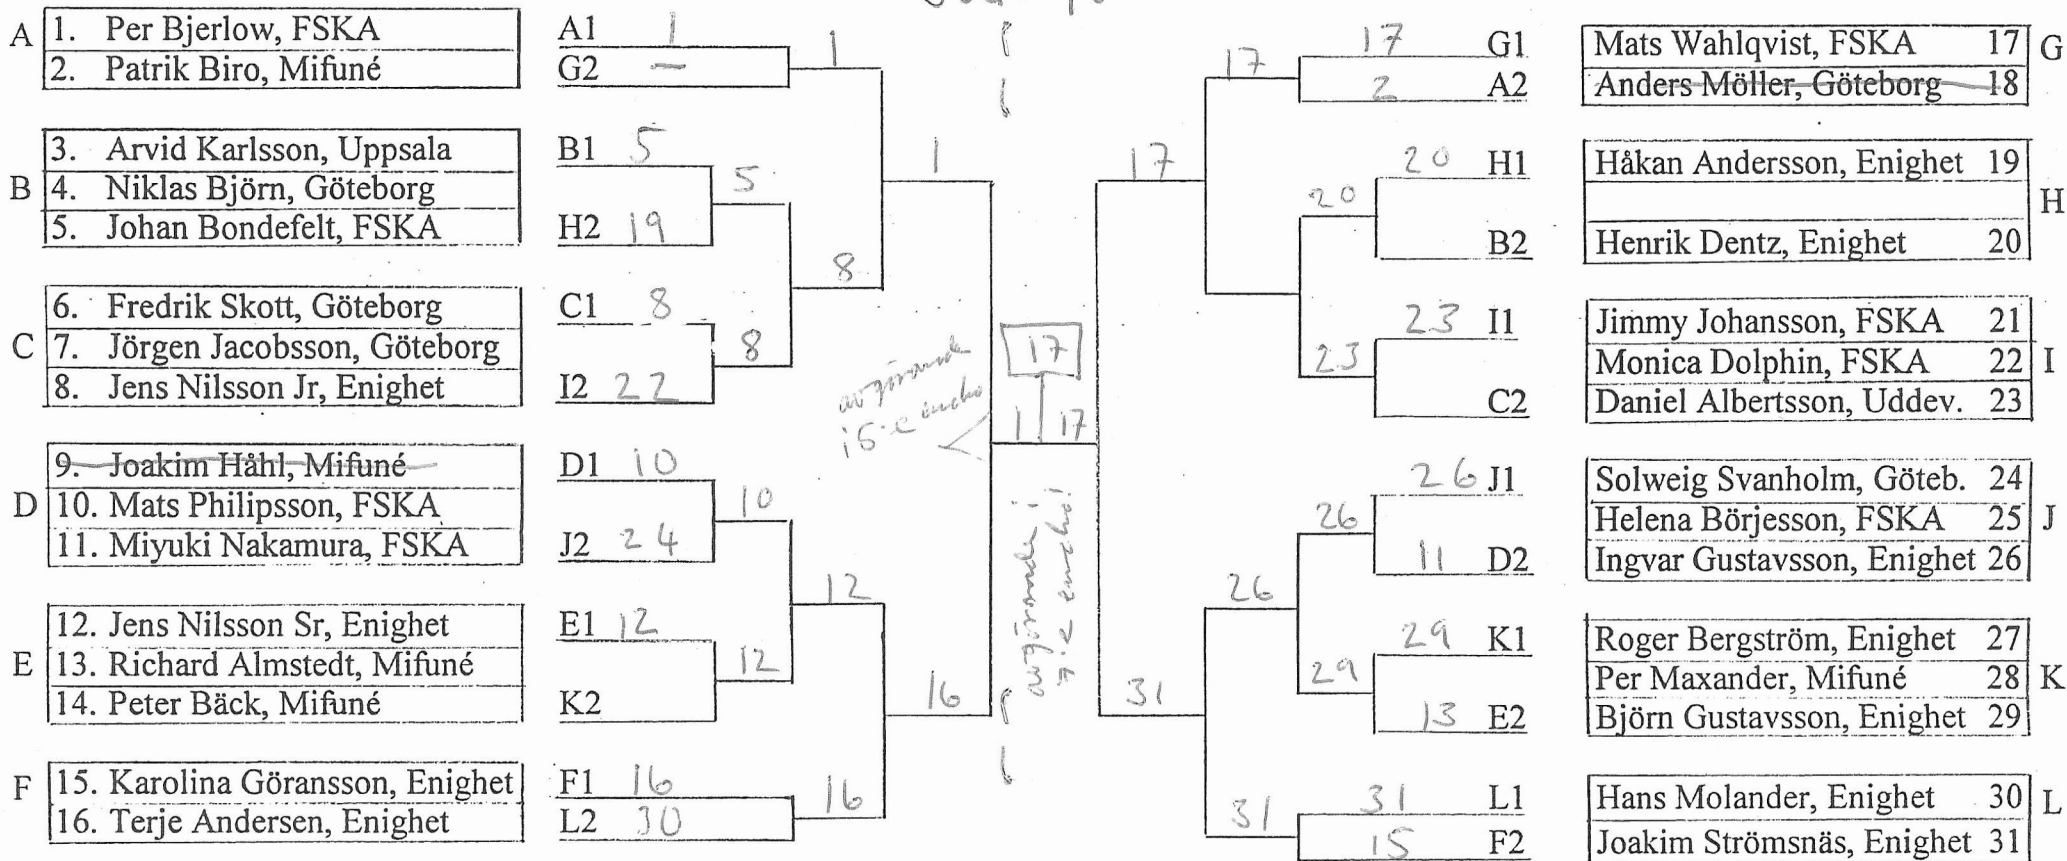 A
1. Per Bjerlow, FSKA
2. Patrik Biro, Mifuné
B
3. Arvid Karlsson, Uppsala
4. Niklas Björn, Göteborg
5. Johan Bondefelt, FSKA
C
6. Fredrik Skott, Göteborg
7. Jörgen Jacobsson, Göteborg
8. Jens Nilsson Jr, Enighet
D
9. Joakim Håhl, Mifuné
10. Mats Philipsson, FSKA
11. Miyuki Nakamura, FSKA
E
12. Jens Nilsson Sr, Enighet
13. Richard Almstedt, Mifuné
14. Peter Bäck, Mifuné
F
15. Karolina Göransson, Enighet
16. Terje Andersen, Enighet
A1 1
G2 –
1
B1 5
H2 19
5
C1 8
I2 22
8
8
1
D1 10
J2 24
10
E1 12
K2
12
12
F1 16
L2 30
16
16
avgörande
17
1 17
avgörande i
17 G1
2 A2
17
20 H1
B2
20
23 I1
C2
23
17
26 J1
11 D2
26
29 K1
13 E2
29
26
31 L1
15 F2
31
31
Mats Wahlqvist, FSKA 17
Anders Möller, Göteborg 18
G
Håkan Andersson, Enighet 19
Henrik Dentz, Enighet 20
H
Jimmy Johansson, FSKA 21
Monica Dolphin, FSKA 22
Daniel Albertsson, Uddev. 23
I
Solweig Svanholm, Göteb. 24
Helena Börjesson, FSKA 25
Ingvar Gustavsson, Enighet 26
J
Roger Bergström, Enighet 27
Per Maxander, Mifuné 28
Björn Gustavsson, Enighet 29
K
Hans Molander, Enighet 30
Joakim Strömsnäs, Enighet 31
L